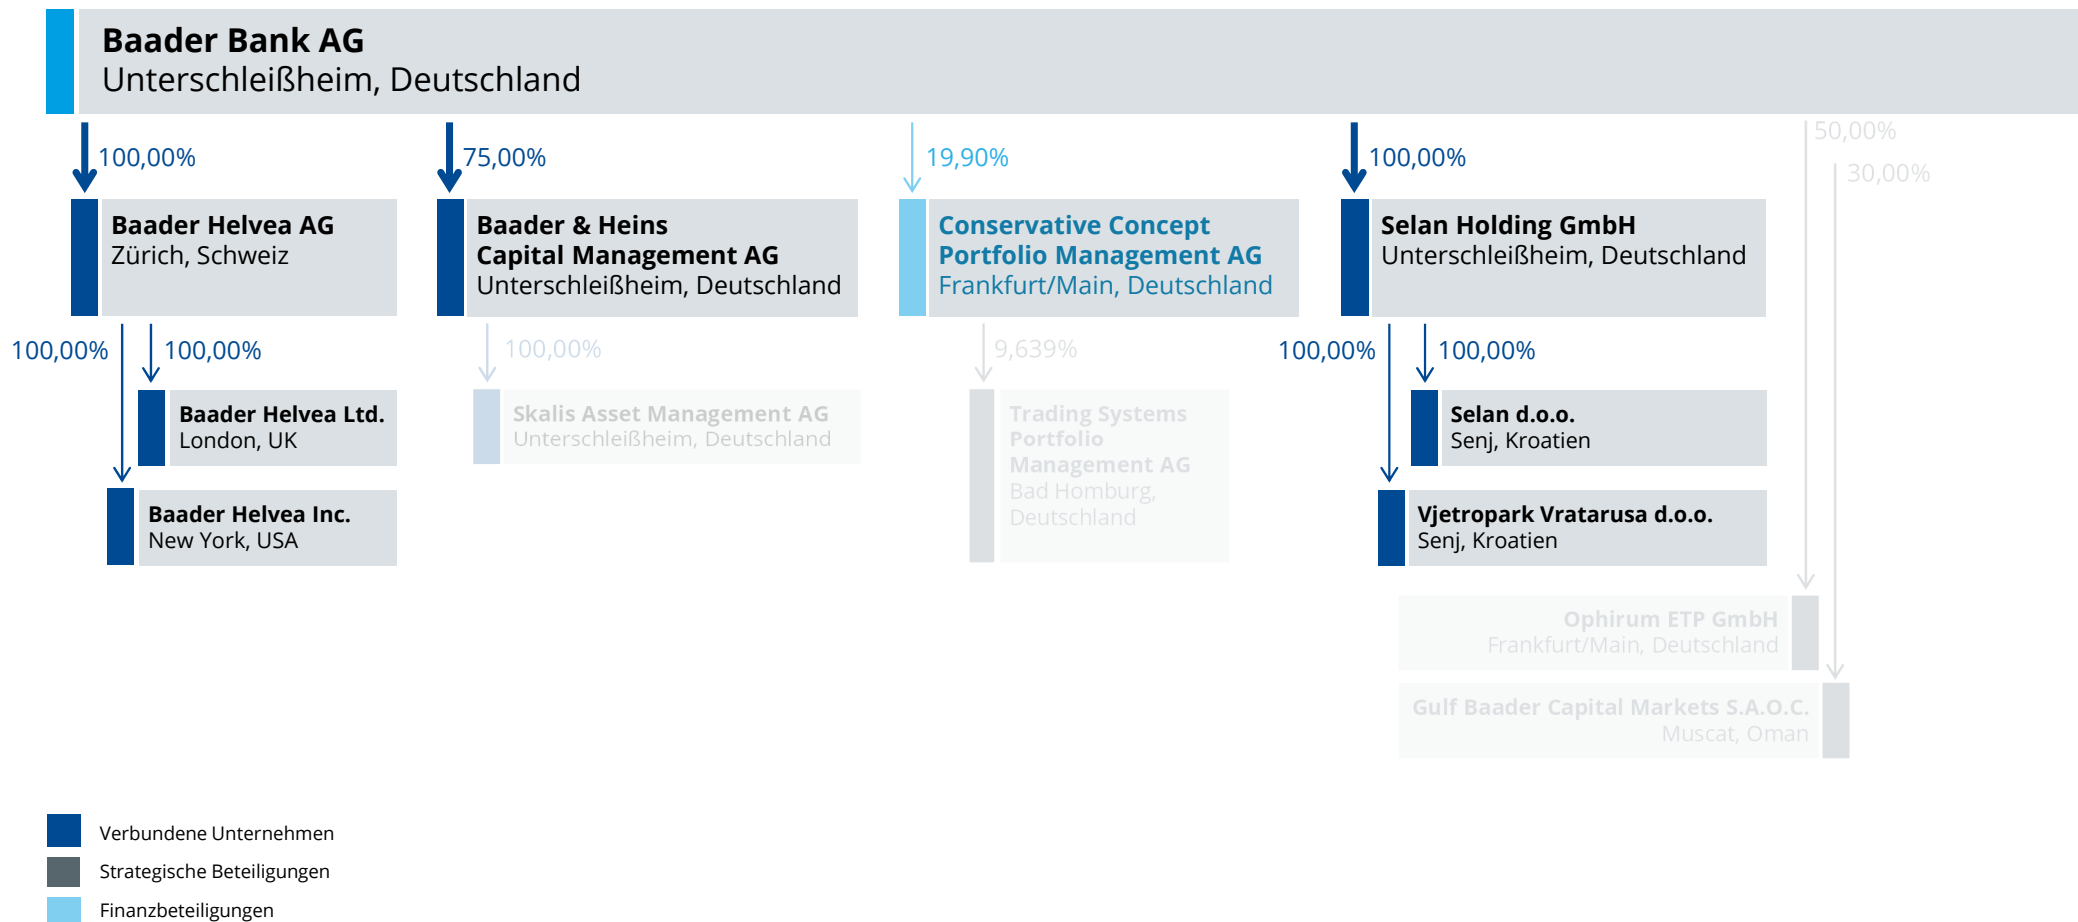 Baader Bank AG
Unterschleißheim, Deutschland
100,00%
75,00%
19,90%
100,00%
50,00%
30,00%
Baader Helvea AG
Zürich, Schweiz
Baader & Heins
Capital Management AG
Unterschleißheim, Deutschland
Conservative Concept
Portfolio Management AG
Frankfurt/Main, Deutschland
Selan Holding GmbH
Unterschleißheim, Deutschland
100,00%
100,00%
100,00%
9,639%
100,00%
100,00%
Baader Helvea Ltd.
London, UK
Skalis Asset Management AG
Unterschleißheim, Deutschland
Trading Systems
Portfolio
Management AG
Bad Homburg,
Deutschland
Selan d.o.o.
Senj, Kroatien
Baader Helvea Inc.
New York, USA
Vjetropark Vratarusa d.o.o.
Senj, Kroatien
Ophirum ETP GmbH
Frankfurt/Main, Deutschland
Gulf Baader Capital Markets S.A.O.C.
Muscat, Oman
Verbundene Unternehmen
Strategische Beteiligungen
Finanzbeteiligungen